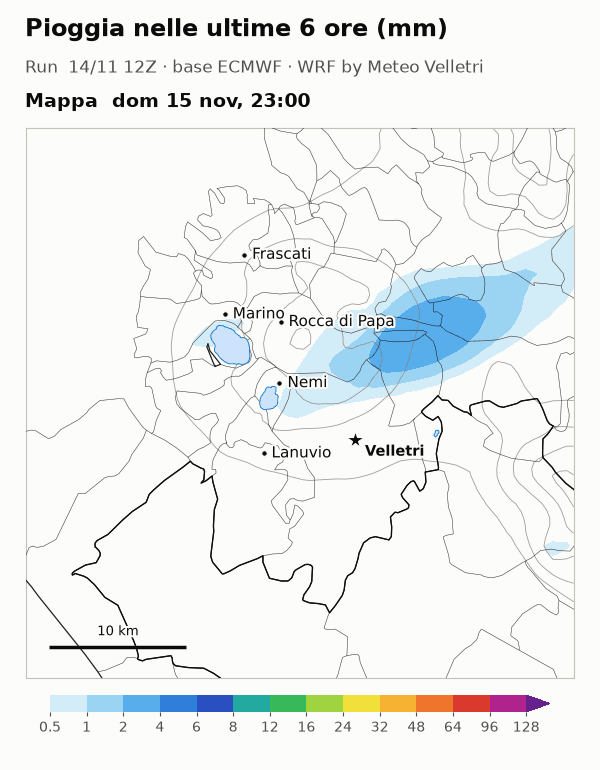 Pioggia nelle ultime 6 ore (mm)
Run  14/11 12Z · base ECMWF · WRF by Meteo Velletri
Mappa  dom 15 nov, 23:00
Frascati
Marino
Rocca di Papa
Nemi
Velletri
Lanuvio
10 km
0.5 1 2 4 6 8 12 16 24 32 48 64 96 128